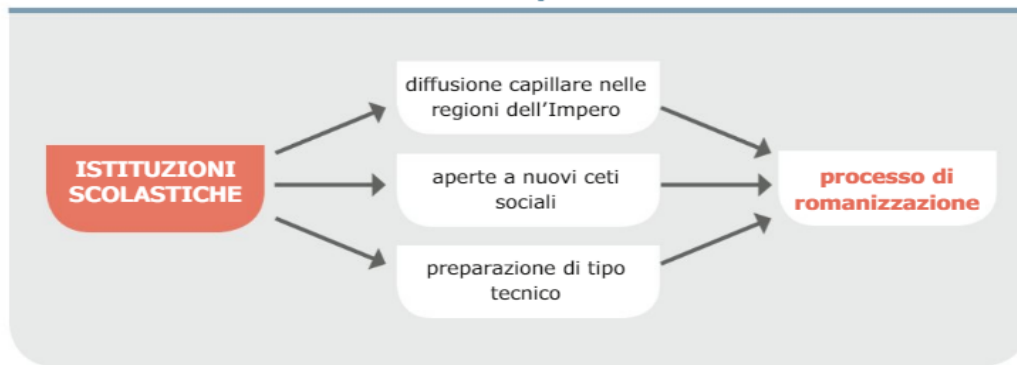 diffusione capillare nelle
regioni dell'Impero
ISTITUZIONI
SCOLASTICHE
aperte a nuovi ceti
sociali
processo di
romanizzazione
preparazione di tipo
tecnico